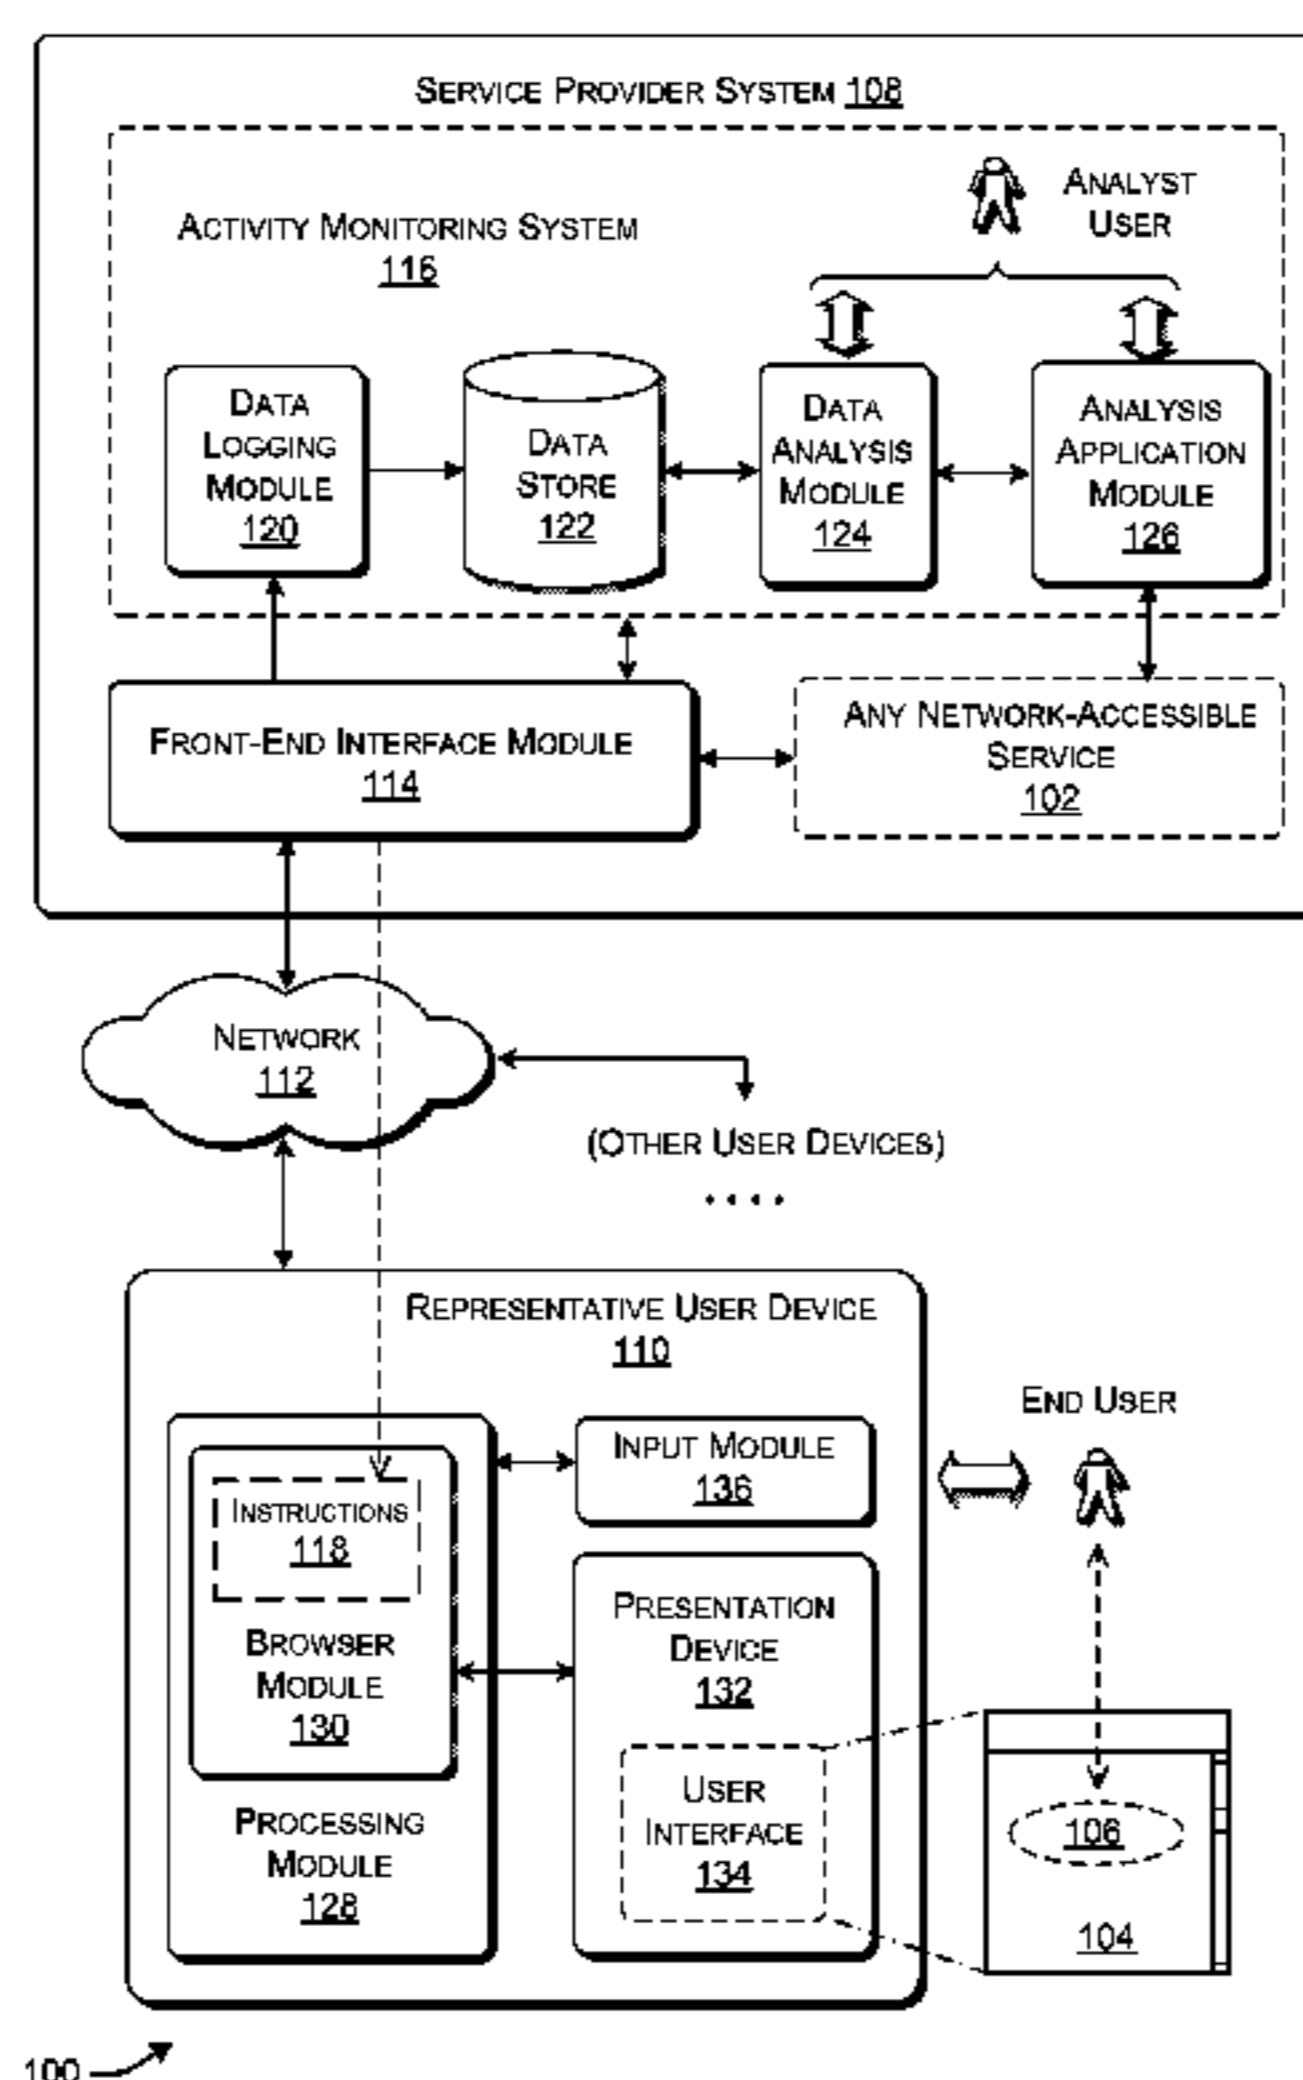 SERVICE PROVIDER SYSTEM 108
ANALYST
USER
ACTIVITY MONITORING SYSTEM
116
DATA
LOGGING
MODULE
120
DATA
STORE
122
DATA
ANALYSIS
MODULE
124
ANALYSIS
APPLICATION
MODULE
126
FRONT-END INTERFACE MODULE
114
ANY NETWORK-ACCESSIBLE
SERVICE
102
NETWORK
112
(OTHER USER DEVICES)
....
REPRESENTATIVE USER DEVICE
110
END USER
INPUT MODULE
136
INSTRUCTIONS
118
BROWSER
MODULE
130
PROCESSING
MODULE
128
PRESENTATION
DEVICE
132
USER
INTERFACE
134
106
104
100